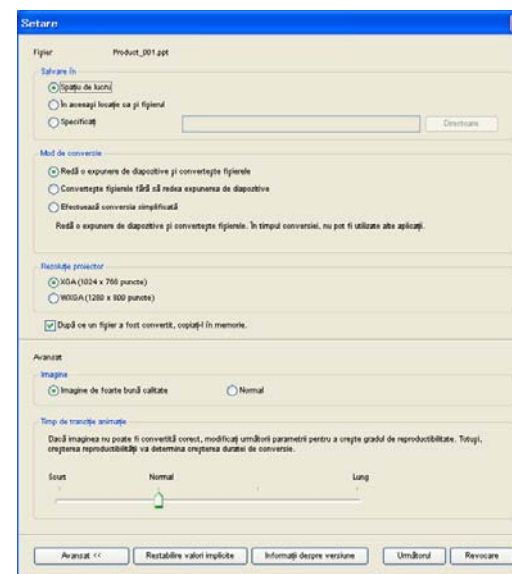 Setare
Fişier Product_001.ppt
Salvare în
Spaţiu de lucru
În aceeaşi locaţie ca şi fişierul
Specificaţi
Directoare
Mod de conversie
Redă o expunere de diapozitive şi converteşte fişierele
Converteşte fişierele fără să redea expunerea de diapozitive
Efectuează conversia simplificată
Redă o expunere de diapozitive şi converteşte fişierele. În timpul conversiei, nu pot fi utilizate alte aplicaţii.
Rezoluţie proiector
XGA (1024 x 768 puncte)
WXGA (1280 x 800 puncte)
După ce un fişier a fost convertit, copiaţi-l în memorie.
Avansat
Imagine
Imagine de foarte bună calitate Normal
Timp de tranziţie animaţie
Dacă imaginea nu poate fi convertită corect, modificaţi următorii parametrii pentru a creşte gradul de reproductibilitate. Totuşi,
creşterea reproductibilităţii va determina creşterea duratei de conversie.
Scurt Normal Lung
Avansat << Restabilire valori implicite Informaţii despre versiune Următorul Revocare